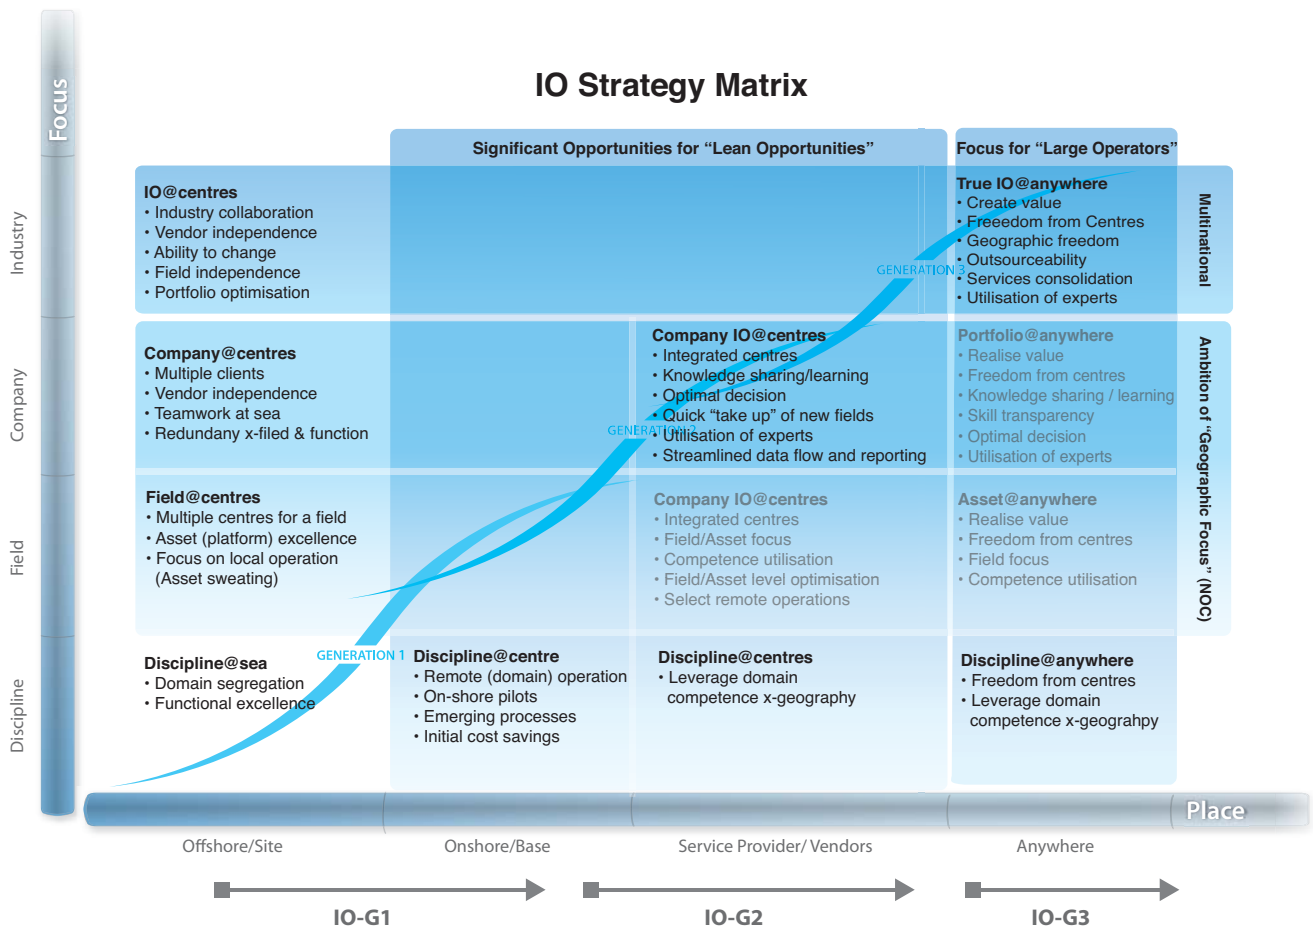 IO Strategy Matrix
Focus
Significant Opportunities for “Lean Opportunities”
Focus for “Large Operators”
Industry
IO@centres
• Industry collaboration
• Vendor independence
• Ability to change
• Field independence
• Portfolio optimisation
GENERATION 3
True IO@anywhere
• Create value
• Freeedom from Centres
• Geographic freedom
• Outsourceability
• Services consolidation
• Utilisation of experts
Multinational
Company
Company@centres
• Multiple clients
• Vendor independence
• Teamwork at sea
• Redundany x-filed & function
GENERATION 2
Company IO@centres
• Integrated centres
• Knowledge sharing/learning
• Optimal decision
• Quick “take up” of new fields
• Utilisation of experts
• Streamlined data flow and reporting
Portfolio@anywhere
• Realise value
• Freedom from centres
• Knowledge sharing / learning
• Skill transparency
• Optimal decision
• Utilisation of experts
Ambition of “Geographic Focus” (NOC)
Field
Field@centres
• Multiple centres for a field
• Asset (platform) excellence
• Focus on local operation
(Asset sweating)
Company IO@centres
• Integrated centres
• Field/Asset focus
• Competence utilisation
• Field/Asset level optimisation
• Select remote operations
Asset@anywhere
• Realise value
• Freedom from centres
• Field focus
• Competence utilisation
Discipline
Discipline@sea
• Domain segregation
• Functional excellence
GENERATION 1
Discipline@centre
• Remote (domain) operation
• On-shore pilots
• Emerging processes
• Initial cost savings
Discipline@centres
• Leverage domain
competence x-geography
Discipline@anywhere
• Freedom from centres
• Leverage domain
competence x-geograhpy
Place
Offshore/Site
Onshore/Base
Service Provider/ Vendors
Anywhere
IO-G1
IO-G2
IO-G3